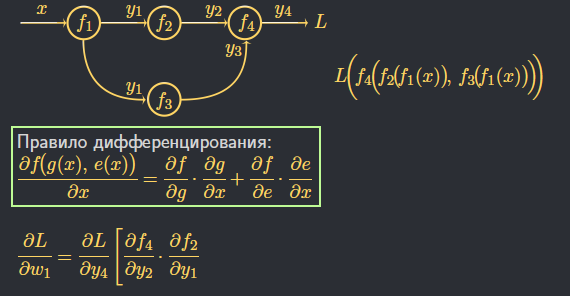 x f₁ y₁ f₂ y₂ f₄ y₄ L
y₃
y₁ f₃
L(f₄(f₂(f₁(x)), f₃(f₁(x))))
Правило дифференцирования:
∂f(g(x), e(x))/∂x = ∂f/∂g · ∂g/∂x + ∂f/∂e · ∂e/∂x
∂L/∂w₁ = ∂L/∂y₄ [ ∂f₄/∂y₂ · ∂f₂/∂y₁